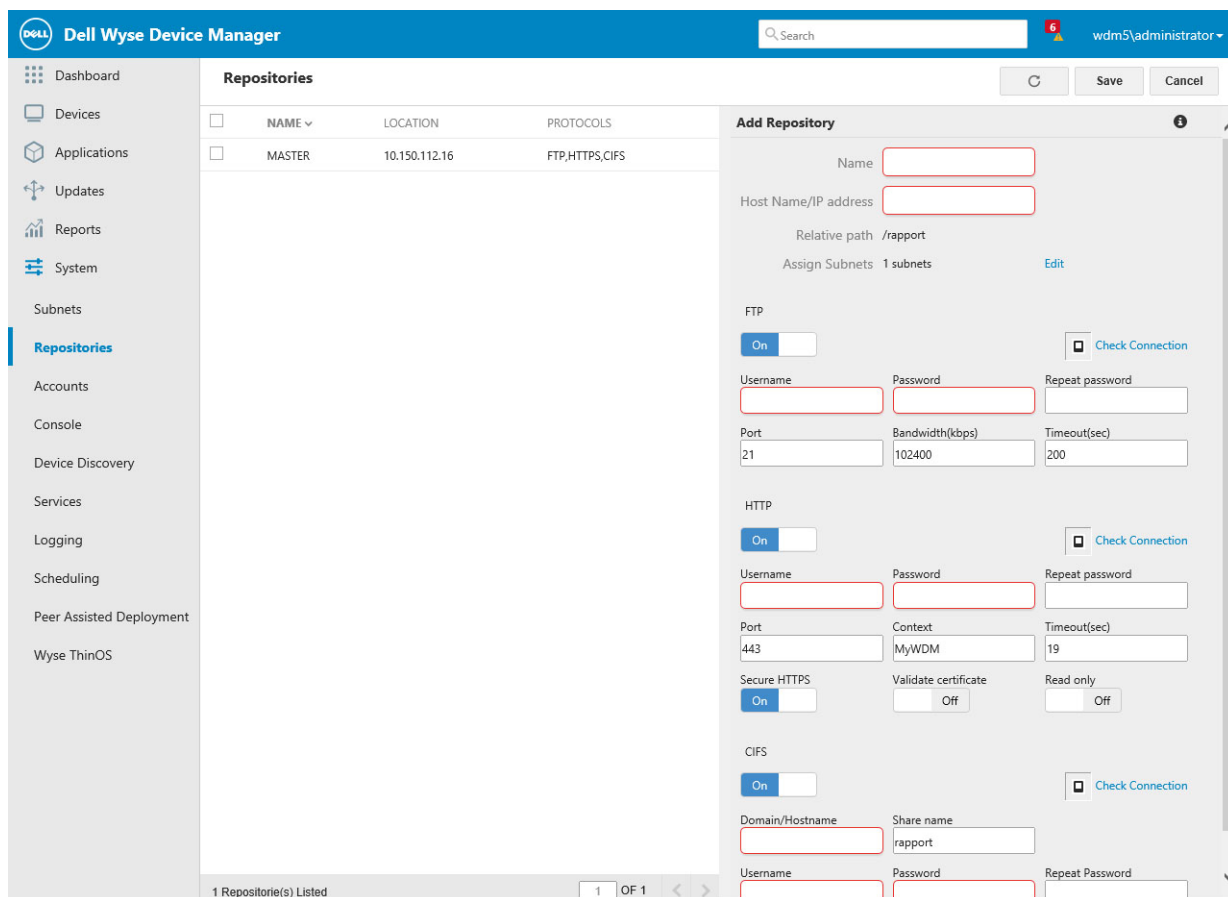 DELL
Dell Wyse Device Manager
Search
6
wdm5\administrator
Dashboard
Devices
Applications
Updates
Reports
System
Subnets
Repositories
Accounts
Console
Device Discovery
Services
Logging
Scheduling
Peer Assisted Deployment
Wyse ThinOS
Repositories
Save
Cancel
NAME LOCATION PROTOCOLS
MASTER 10.150.112.16 FTP,HTTPS,CIFS
1 Repositorie(s) Listed
1 OF 1
Add Repository
Name
Host Name/IP address
Relative path /rapport
Assign Subnets 1 subnets Edit
FTP
On Check Connection
Username Password Repeat password
Port Bandwidth(kbps) Timeout(sec)
21 102400 200
HTTP
On Check Connection
Username Password Repeat password
Port Context Timeout(sec)
443 MyWDM 19
Secure HTTPS Validate certificate Read only
On Off Off
CIFS
On Check Connection
Domain/Hostname Share name
rapport
Username Password Repeat Password